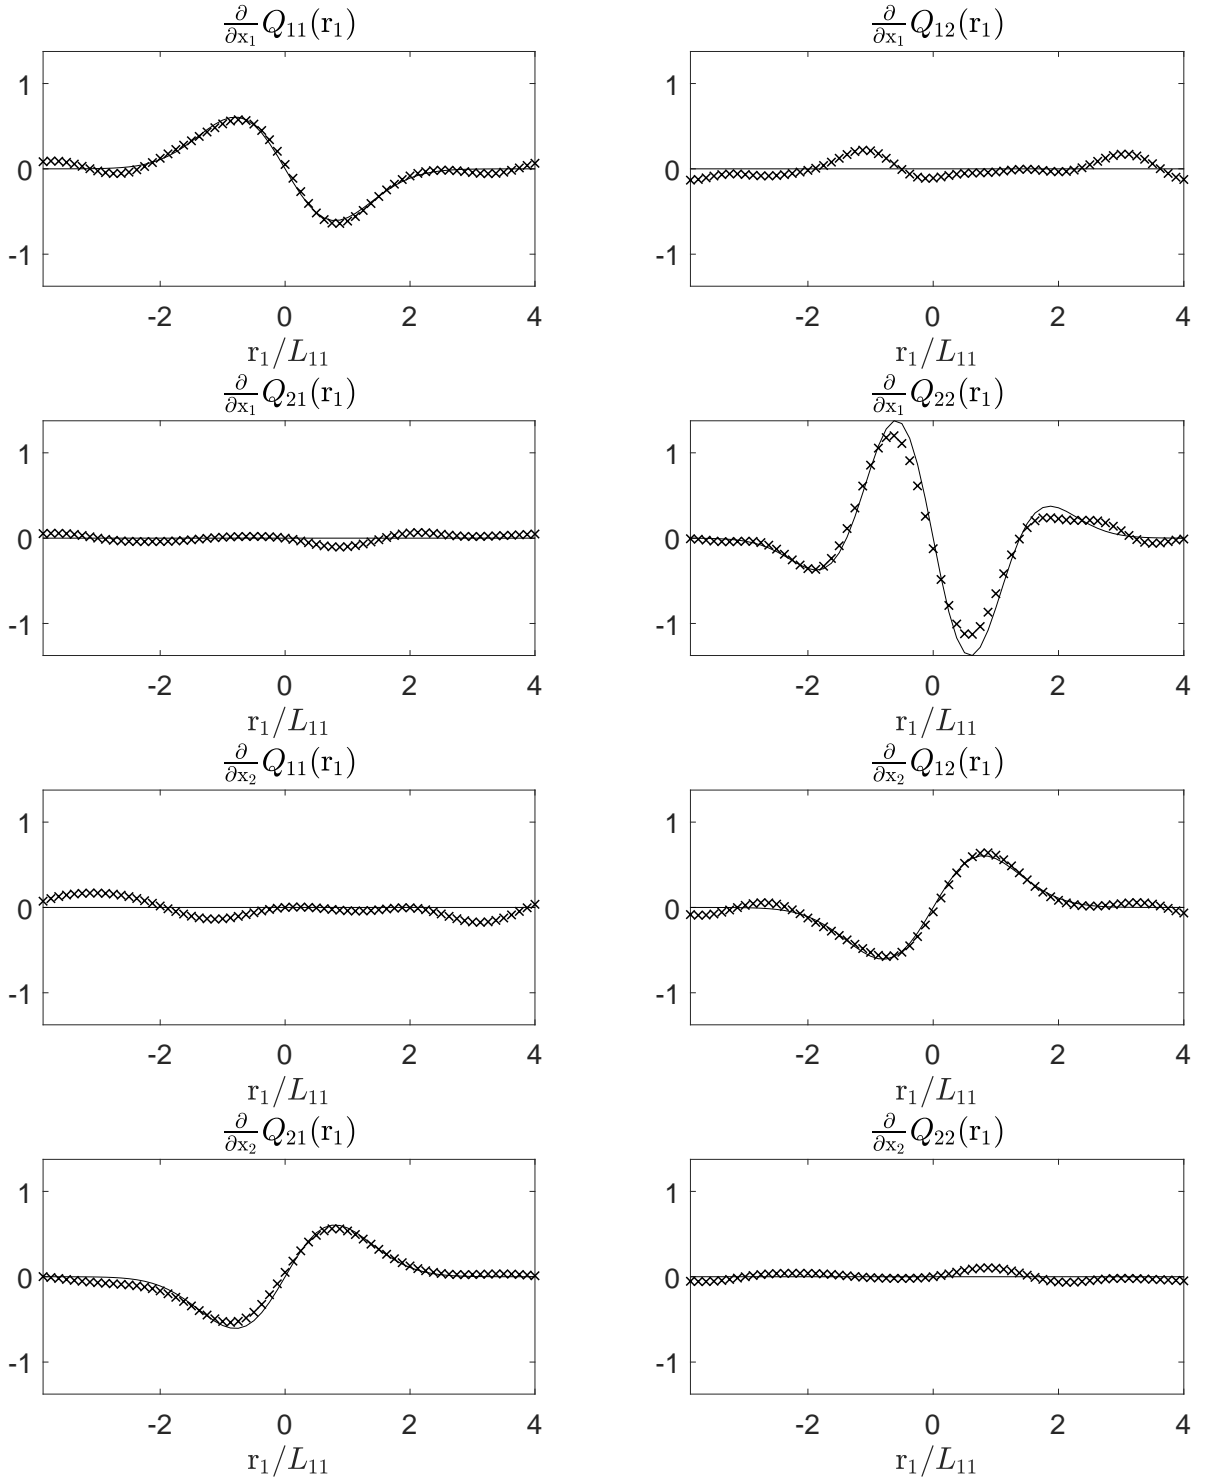 ∂/∂x₁ Q₁₁(r₁)
∂/∂x₁ Q₁₂(r₁)
1
0
-1
-2 0 2 4
r₁/L₁₁
1
0
-1
-2 0 2 4
r₁/L₁₁
∂/∂x₁ Q₂₁(r₁)
∂/∂x₁ Q₂₂(r₁)
1
0
-1
-2 0 2 4
r₁/L₁₁
1
0
-1
-2 0 2 4
r₁/L₁₁
∂/∂x₂ Q₁₁(r₁)
∂/∂x₂ Q₁₂(r₁)
1
0
-1
-2 0 2 4
r₁/L₁₁
1
0
-1
-2 0 2 4
r₁/L₁₁
∂/∂x₂ Q₂₁(r₁)
∂/∂x₂ Q₂₂(r₁)
1
0
-1
-2 0 2 4
r₁/L₁₁
1
0
-1
-2 0 2 4
r₁/L₁₁